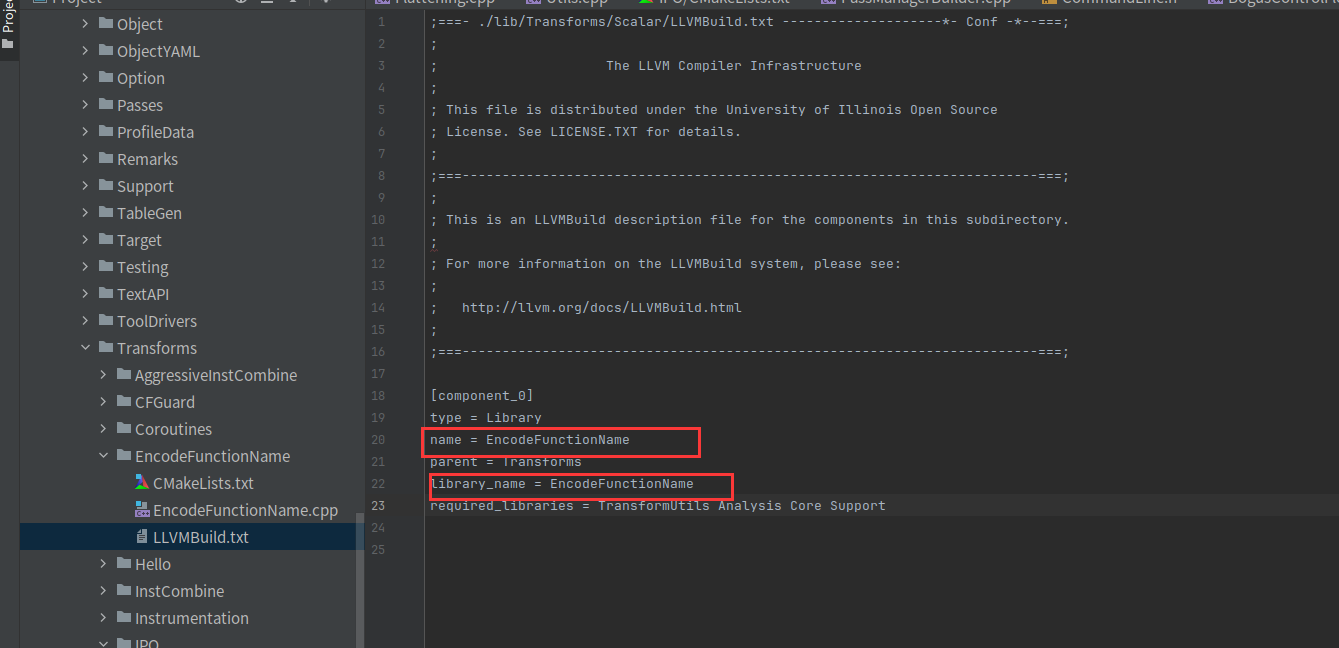 Project
Flattening.cpp
Utils.cpp
IPO/CMakeLists.txt
PassManagerBuilder.cpp
CommandLine.h
Proje
Object
ObjectYAML
Option
Passes
ProfileData
Remarks
Support
TableGen
Target
Testing
TextAPI
ToolDrivers
Transforms
AggressiveInstCombine
CFGuard
Coroutines
EncodeFunctionName
CMakeLists.txt
EncodeFunctionName.cpp
LLVMBuild.txt
Hello
InstCombine
Instrumentation
IPO
1 ;===- ./lib/Transforms/Scalar/LLVMBuild.txt --------------------*- Conf -*--===;
2 ;
3 ; The LLVM Compiler Infrastructure
4 ;
5 ; This file is distributed under the University of Illinois Open Source
6 ; License. See LICENSE.TXT for details.
7 ;
8 ;===------------------------------------------------------------------------===;
9 ;
10 ; This is an LLVMBuild description file for the components in this subdirectory.
11 ;
12 ; For more information on the LLVMBuild system, please see:
13 ;
14 ; http://llvm.org/docs/LLVMBuild.html
15 ;
16 ;===------------------------------------------------------------------------===;
17
18 [component_0]
19 type = Library
20 name = EncodeFunctionName
21 parent = Transforms
22 library_name = EncodeFunctionName
23 required_libraries = TransformUtils Analysis Core Support
24
25